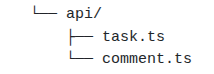 └── api/
    ├── task.ts
    └── comment.ts